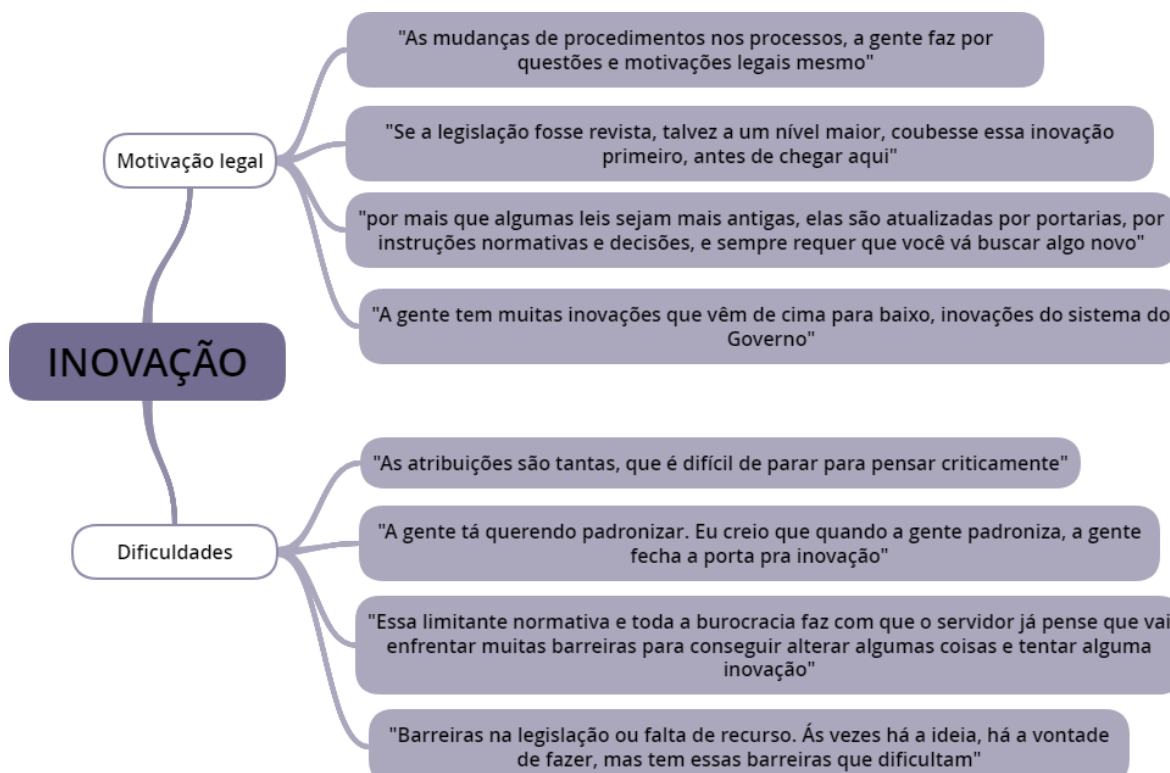 "As mudanças de procedimentos nos processos, a gente faz por
questões e motivações legais mesmo"
"Se a legislação fosse revista, talvez a um nível maior, coubesse essa inovação
primeiro, antes de chegar aqui"
Motivação legal
"por mais que algumas leis sejam mais antigas, elas são atualizadas por portarias, por
instruções normativas e decisões, e sempre requer que você vá buscar algo novo"
"A gente tem muitas inovações que vêm de cima para baixo, inovações do sistema do
Governo"
INOVAÇÃO
"As atribuições são tantas, que é difícil de parar para pensar criticamente"
"A gente tá querendo padronizar. Eu creio que quando a gente padroniza, a gente
fecha a porta pra inovação"
Dificuldades
"Essa limitante normativa e toda a burocracia faz com que o servidor já pense que vai
enfrentar muitas barreiras para conseguir alterar algumas coisas e tentar alguma
inovação"
"Barreiras na legislação ou falta de recurso. Ás vezes há a ideia, há a vontade
de fazer, mas tem essas barreiras que dificultam"